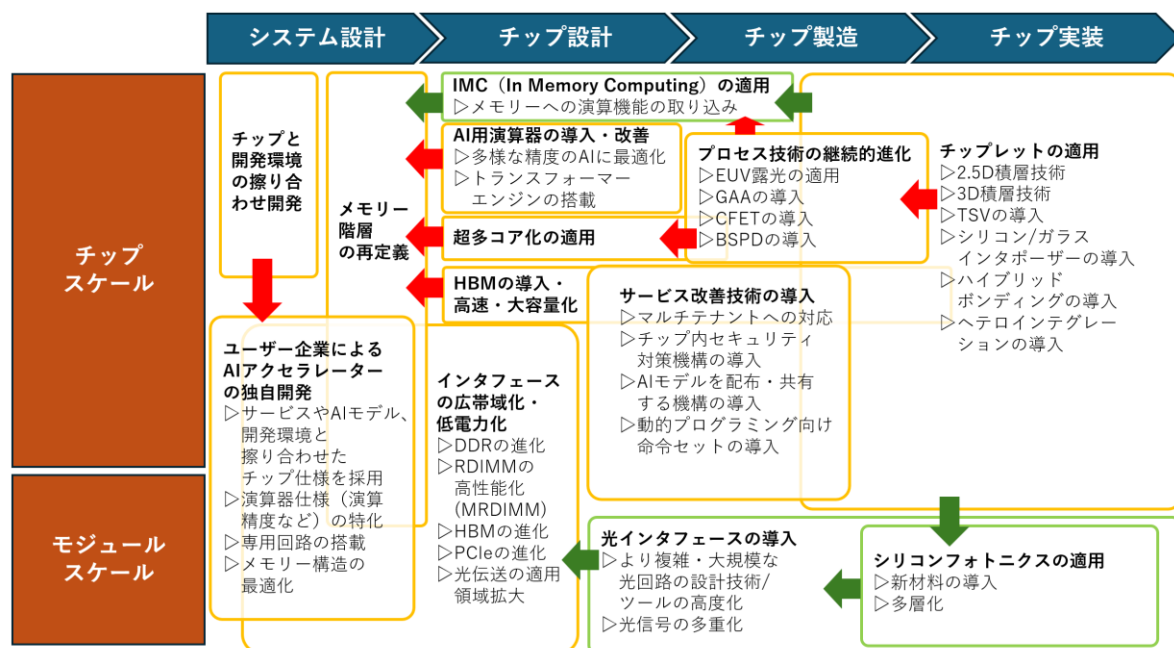 システム設計
チップ設計
チップ製造
チップ実装
チップ
スケール
モジュール
スケール
チップと
開発環境
の擦り合
わせ開発
メモリー
階層
の再定義
IMC（In Memory Computing）の適用
▷メモリーへの演算機能の取り込み
AI用演算器の導入・改善
▷多様な精度のAIに最適化
▷トランスフォーマー
エンジンの搭載
超多コア化の適用
HBMの導入・
高速・大容量化
プロセス技術の継続的進化
▷EUV露光の適用
▷GAAの導入
▷CFETの導入
▷BSPDの導入
チップレットの適用
▷2.5D積層技術
▷3D積層技術
▷TSVの導入
▷シリコン/ガラス
インタポーザーの導入
▷ハイブリッド
ボンディングの導入
▷ヘテロインテグレー
ションの導入
サービス改善技術の導入
▷マルチテナントへの対応
▷チップ内セキュリティ
対策機構の導入
▷AIモデルを配布・共有
する機構の導入
▷動的プログラミング向け
命令セットの導入
ユーザー企業による
AIアクセラレーター
の独自開発
▷サービスやAIモデル、
開発環境と
擦り合わせた
チップ仕様を採用
▷演算器仕様（演算
精度など）の特化
▷専用回路の搭載
▷メモリー構造の
最適化
インタフェース
の広帯域化・
低電力化
▷DDRの進化
▷RDIMMの
高性能化
(MRDIMM)
▷HBMの進化
▷PCIeの進化
▷光伝送の適用
領域拡大
光インタフェースの導入
▷より複雑・大規模な
光回路の設計技術/
ツールの高度化
▷光信号の多重化
シリコンフォトニクスの適用
▷新材料の導入
▷多層化